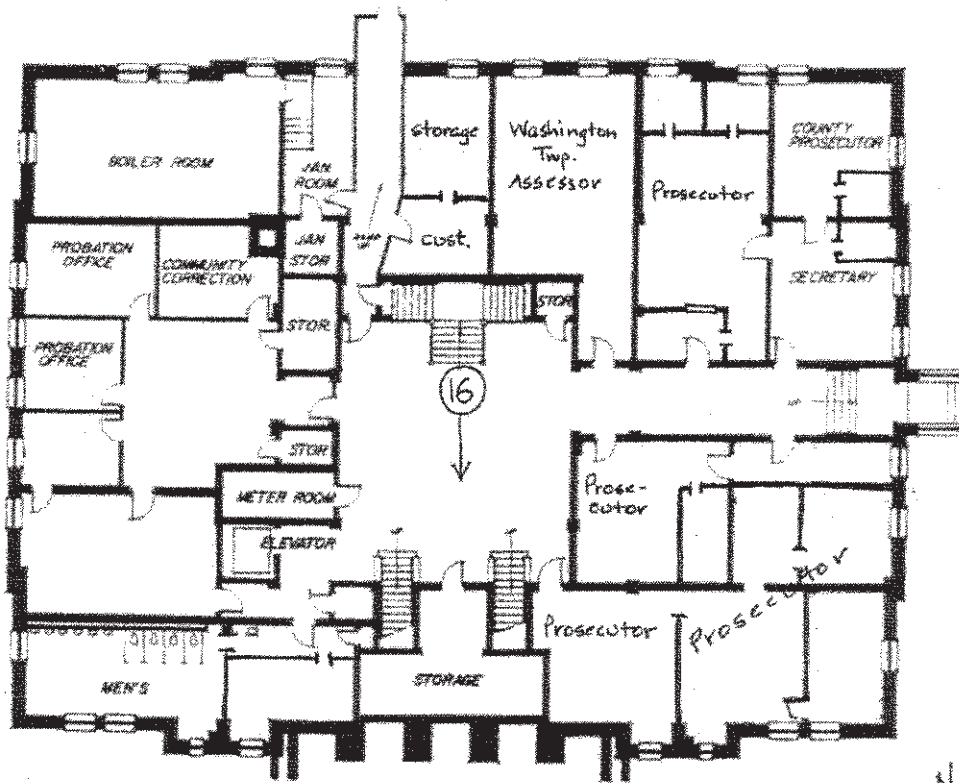 BOILER ROOM
JAN
ROOM
storage
Washington
Twp.
Assessor
Prosecutor
COUNTY
PROSECUTOR
PROBATION
OFFICE
COMMUNITY
CORRECTION
JAN
STOR
cust.
SECRETARY
STOR.
STOR
PROBATION
OFFICE
16
STOR
METER ROOM
ELEVATOR
Prose-
cutor
Prosecutor
Prosecutor
MEN'S
STORAGE